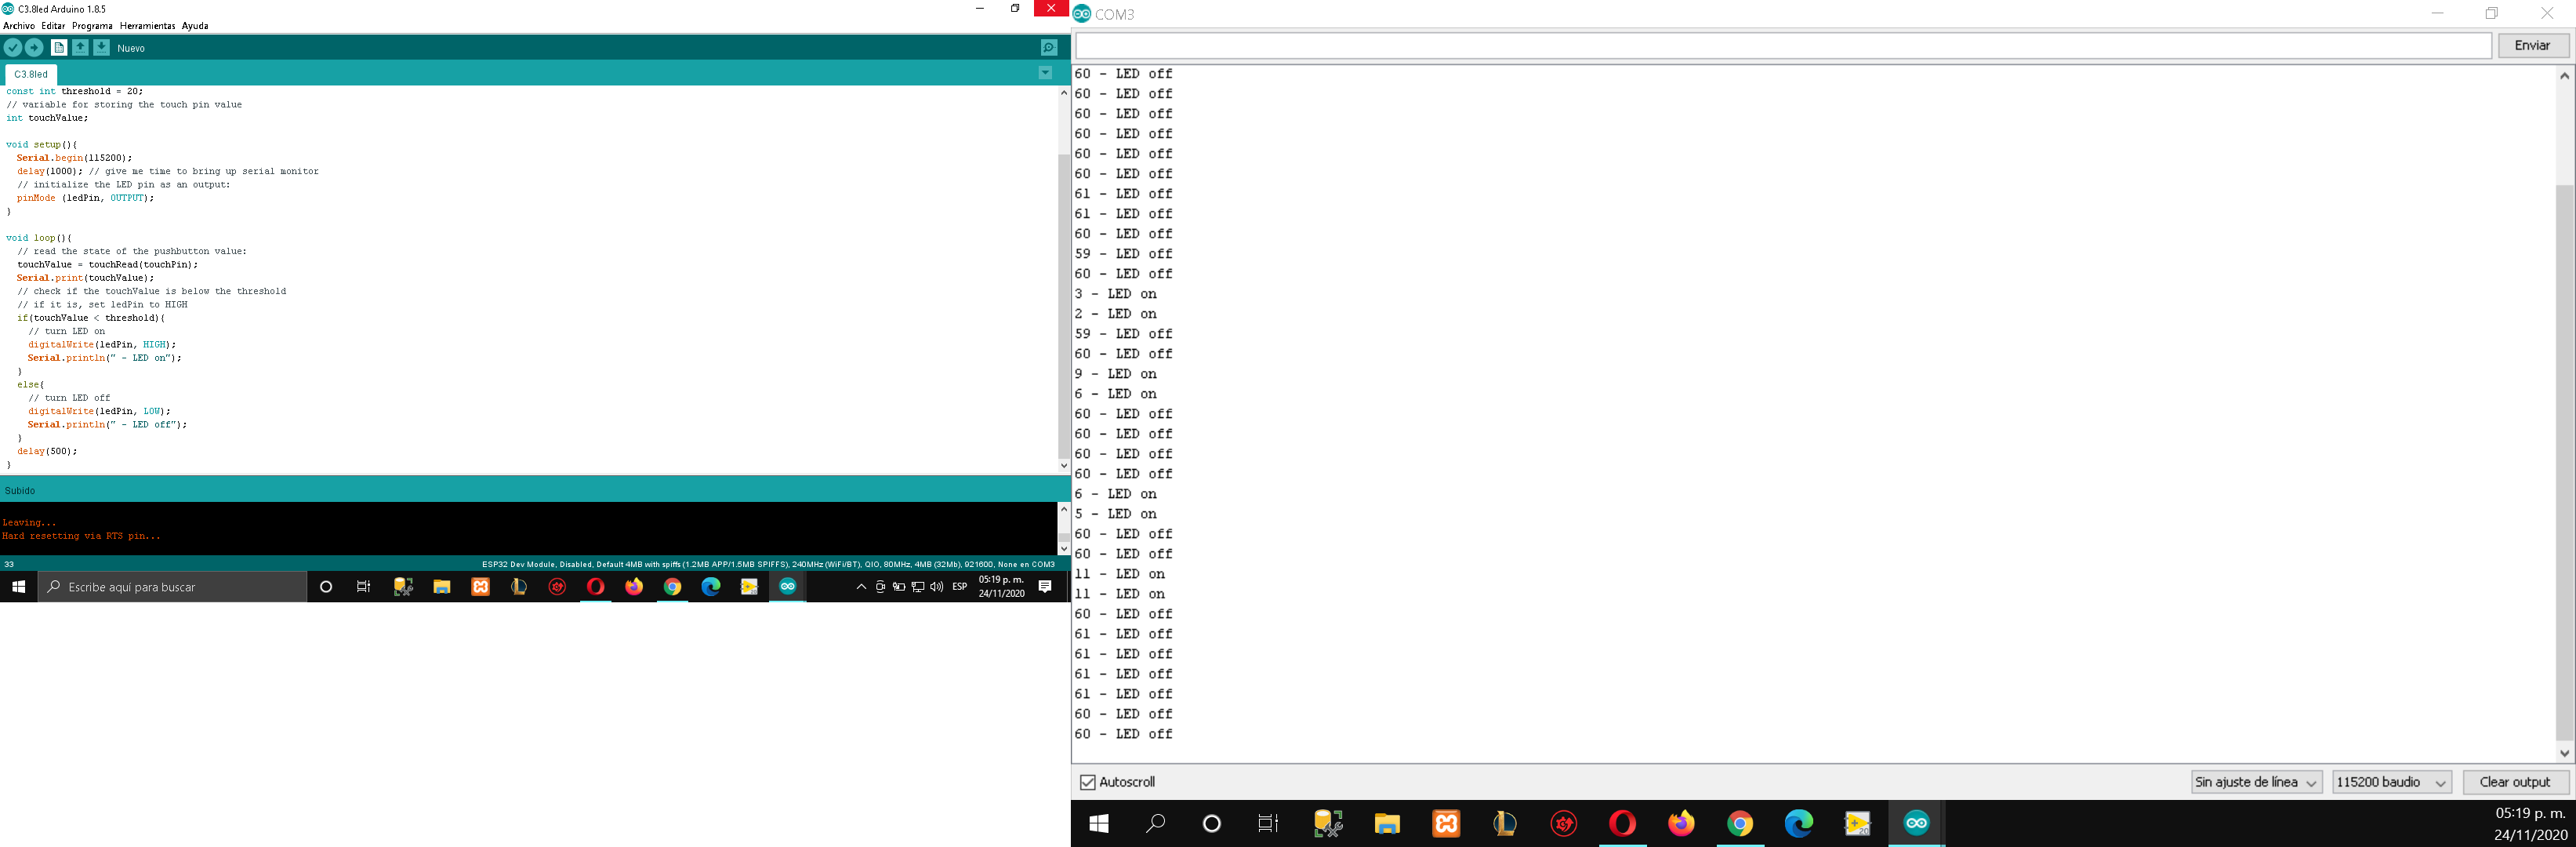 C3.8led Arduino 1.8.5
Archivo Editar Programa Herramientas Ayuda
Nuevo
C3.8led
const int threshold = 20;
// variable for storing the touch pin value
int touchValue;
void setup(){
Serial.begin(115200);
delay(1000); // give me time to bring up serial monitor
// initialize the LED pin as an output:
pinMode (ledPin, OUTPUT);
}
void loop(){
// read the state of the pushbutton value:
touchValue = touchRead(touchPin);
Serial.print(touchValue);
// check if the touchValue is below the threshold
// if it is, set ledPin to HIGH
if(touchValue < threshold){
// turn LED on
digitalWrite(ledPin, HIGH);
Serial.println(" - LED on");
}
else{
// turn LED off
digitalWrite(ledPin, LOW);
Serial.println(" - LED off");
}
delay(500);
}
Subido
Leaving...
Hard resetting via RTS pin...
33
ESP32 Dev Module, Disabled, Default 4MB with spiffs (1.2MB APP/1.5MB SPIFFS), 240MHz (WiFi/BT), QIO, 80MHz, 4MB (32Mb), 921600, None en COM3
Escribe aquí para buscar
ESP
05:19 p. m.
24/11/2020
COM3
Enviar
60 - LED off
60 - LED off
60 - LED off
60 - LED off
60 - LED off
60 - LED off
61 - LED off
61 - LED off
60 - LED off
59 - LED off
60 - LED off
3 - LED on
2 - LED on
59 - LED off
60 - LED off
9 - LED on
6 - LED on
60 - LED off
60 - LED off
60 - LED off
60 - LED off
6 - LED on
5 - LED on
60 - LED off
60 - LED off
11 - LED on
11 - LED on
60 - LED off
61 - LED off
61 - LED off
61 - LED off
61 - LED off
60 - LED off
60 - LED off
Autoscroll
Sin ajuste de línea
115200 baudio
Clear output
20
05:19 p. m.
24/11/2020